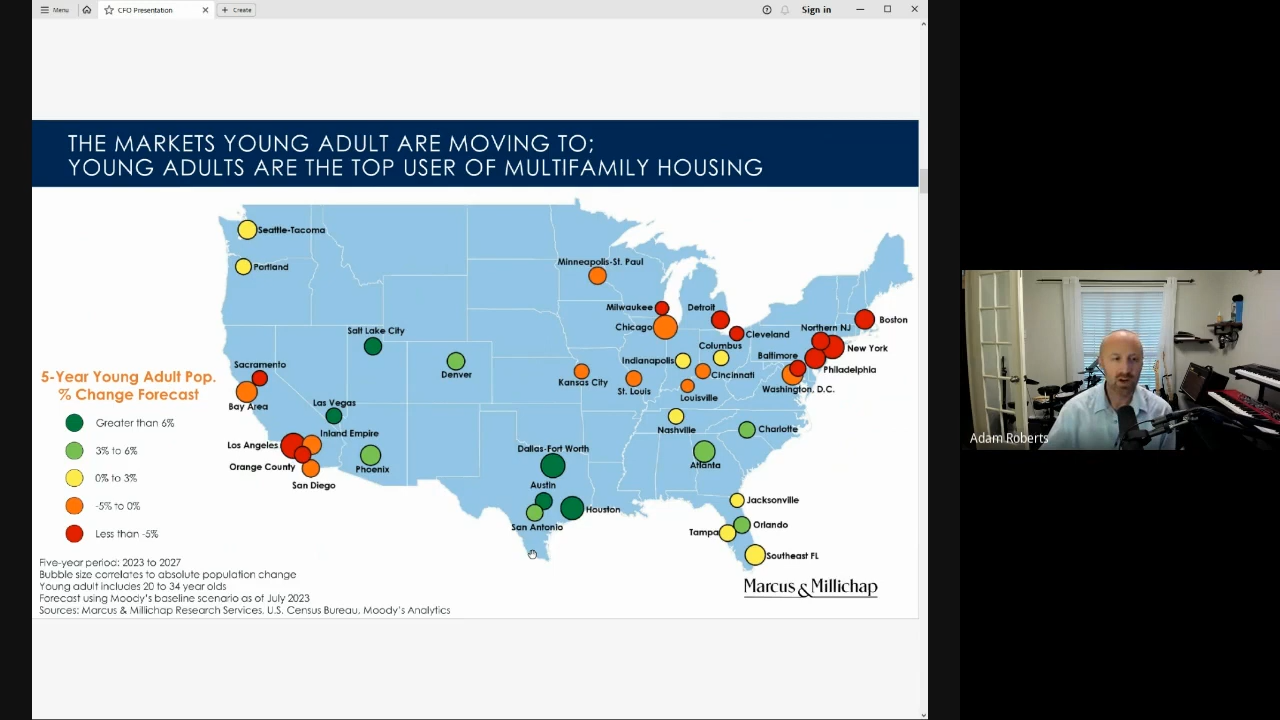 Menu
CFO Presentation
Create
Sign in
THE MARKETS YOUNG ADULT ARE MOVING TO;
YOUNG ADULTS ARE THE TOP USER OF MULTIFAMILY HOUSING
Seattle-Tacoma
Portland
Minneapolis-St. Paul
Milwaukee
Detroit
Boston
Chicago
Cleveland
Northern NJ
Salt Lake City
Columbus
New York
Indianapolis
Baltimore
Sacramento
Denver
Kansas City
St. Louis
Cincinnati
Philadelphia
Louisville
Washington, D.C.
5-Year Young Adult Pop.
% Change Forecast
Bay Area
Las Vegas
Greater than 6%
Nashville
Charlotte
Inland Empire
Los Angeles
Dallas-Fort Worth
3% to 6%
Orange County
Phoenix
Atlanta
0% to 3%
San Diego
Austin
Jacksonville
-5% to 0%
Houston
San Antonio
Orlando
Less than -5%
Tampa
Southeast FL
Five-year period: 2023 to 2027
Bubble size correlates to absolute population change
Young adult includes 20 to 34 year olds
Forecast using Moody's baseline scenario as of July 2023
Sources: Marcus & Millichap Research Services, U.S. Census Bureau, Moody's Analytics
Marcus & Millichap
Adam Roberts